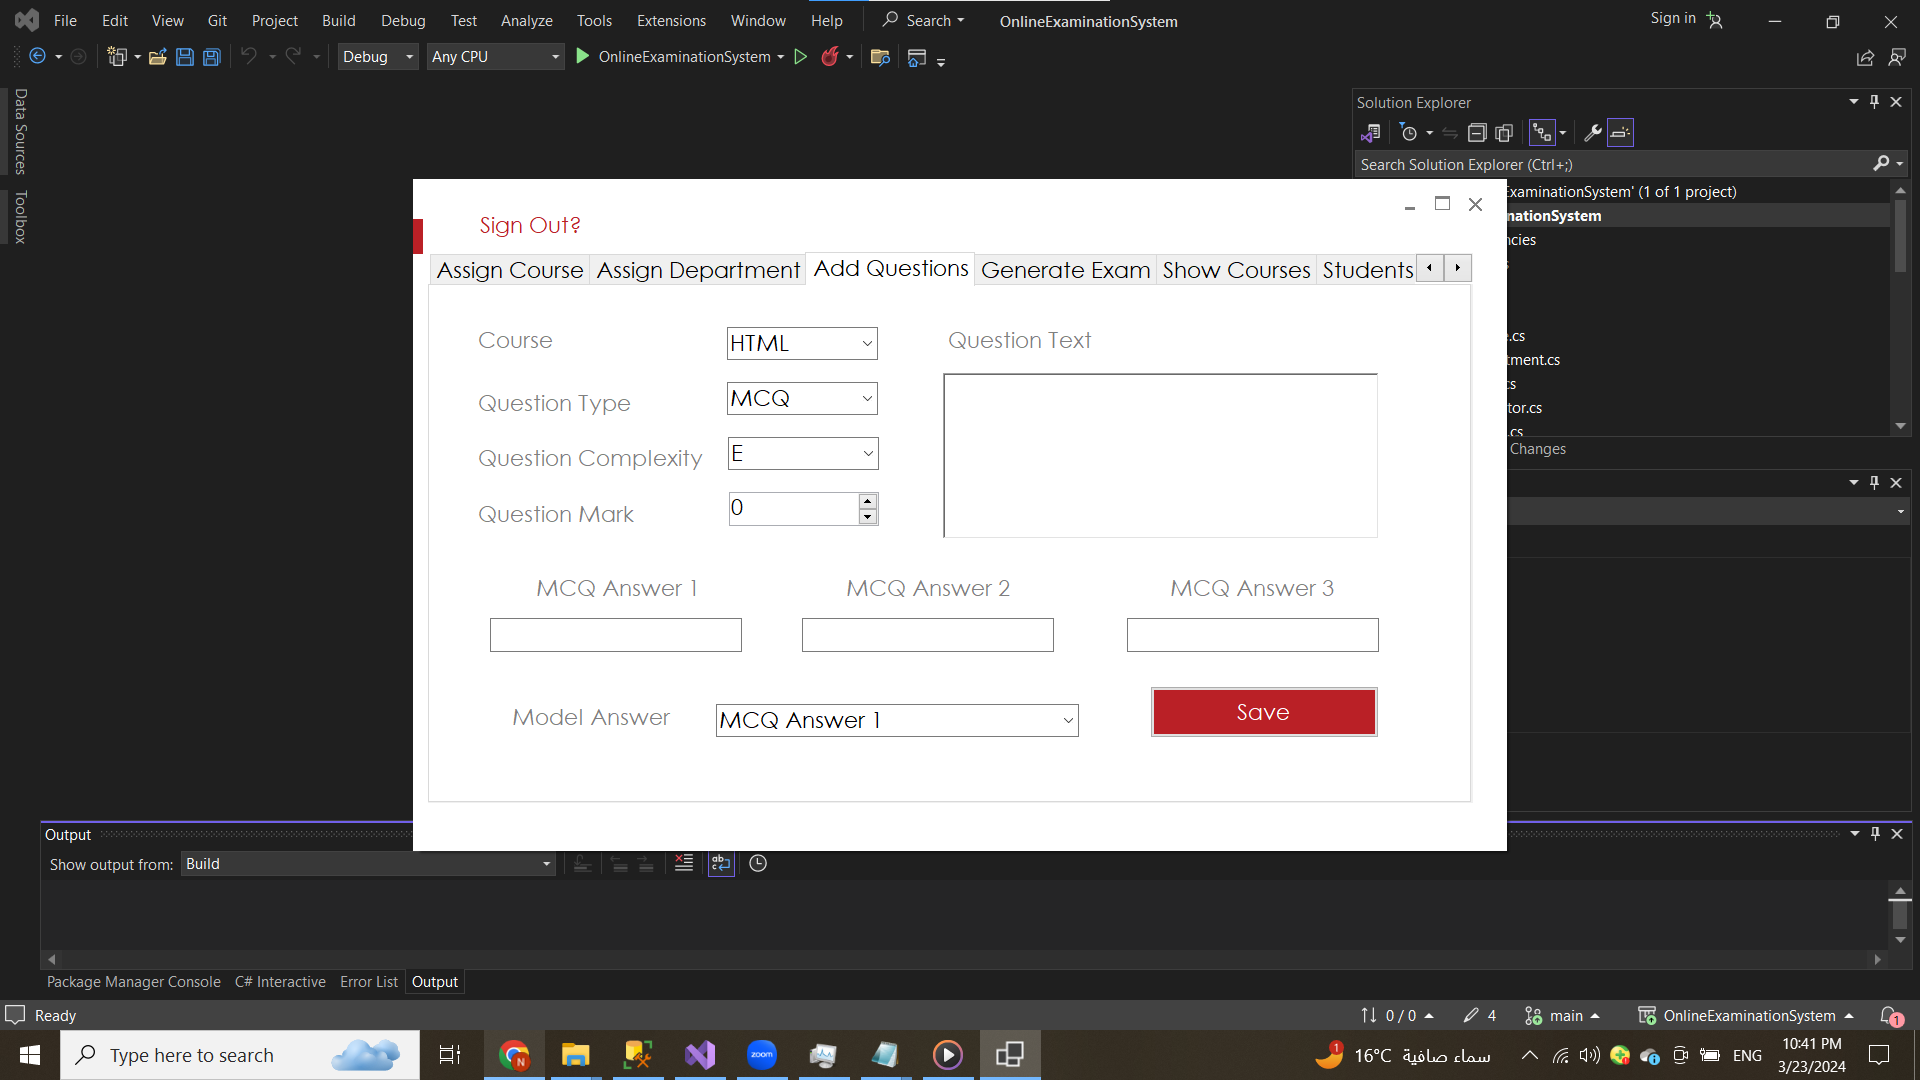 File Edit View Git Project Build Debug Test Analyze Tools Extensions Window Help Search OnlineExaminationSystem Sign in
Debug Any CPU OnlineExaminationSystem
Data Sources
Toolbox
Solution Explorer
Search Solution Explorer (Ctrl+;)
ExaminationSystem' (1 of 1 project)
nationSystem
ncies
e.cs
tment.cs
cs
tor.cs
.cs
Changes
Sign Out?
Assign Course Assign Department Add Questions Generate Exam Show Courses Students
Course HTML Question Text
Question Type MCQ
Question Complexity E
Question Mark 0
MCQ Answer 1 MCQ Answer 2 MCQ Answer 3
Model Answer MCQ Answer 1 Save
Output
Show output from: Build
Package Manager Console C# Interactive Error List Output
Ready 0 / 0 4 main OnlineExaminationSystem 1
Type here to search N zoom 1 16°C سماء صافية ENG 10:41 PM
3/23/2024